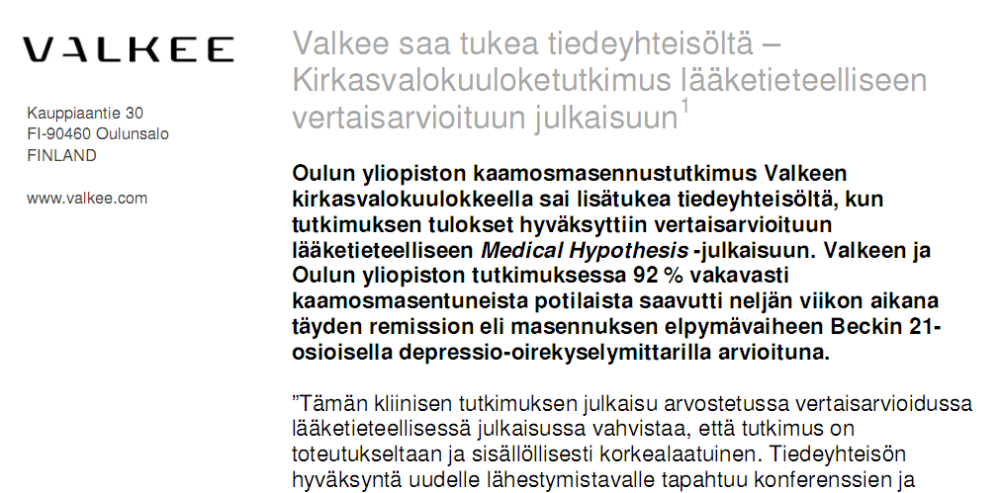 VALKEE
Kauppiaantie 30
FI-90460 Oulunsalo
FINLAND
www.valkee.com
Valkee saa tukea tiedeyhteisöltä –
Kirkasvalokuuloketutkimus lääketieteelliseen
vertaisarvioituun julkaisuun1
Oulun yliopiston kaamosmasennustutkimus Valkeen
kirkasvalokuulokkeella sai lisätukea tiedeyhteisöltä, kun
tutkimuksen tulokset hyväksyttiin vertaisarvioituun
lääketieteelliseen Medical Hypothesis -julkaisuun. Valkeen ja
Oulun yliopiston tutkimuksessa 92 % vakavasti
kaamosmasentuneista potilaista saavutti neljän viikon aikana
täyden remission eli masennuksen elpymävaiheen Beckin 21-
osioisella depressio-oirekyselymittarilla arvioituna.
”Tämän kliinisen tutkimuksen julkaisu arvostetussa vertaisarvioidussa
lääketieteellisessä julkaisussa vahvistaa, että tutkimus on
toteutukseltaan ja sisällöllisesti korkealaatuinen. Tiedeyhteisön
hyväksyntä uudelle lähestymistavalle tapahtuu konferenssien ja